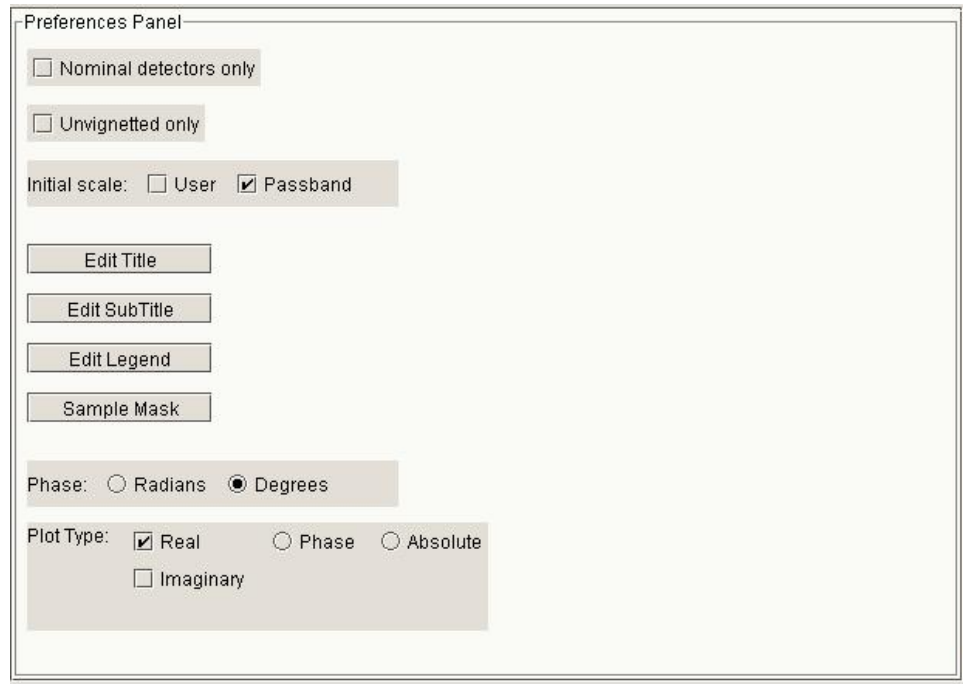 Preferences Panel
Nominal detectors only
Unvignetted only
Initial scale: User Passband
Edit Title
Edit SubTitle
Edit Legend
Sample Mask
Phase: Radians Degrees
Plot Type: Real Phase Absolute
Imaginary